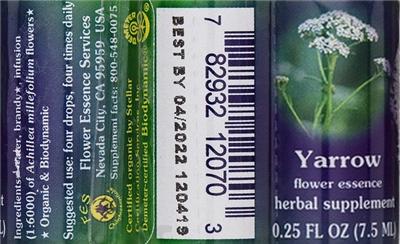 Ingredients: water, brandy★, infusion
(1:6000) of Achillea millefolium flowers★
★ Organic & Biodynamic
Suggested use: four drops, four times daily
FES
Flower Essence Services
Nevada City, CA 95959 USA
Supplement facts: 800-548-0075
Certified organic by Stellar
Demeter-certified Biodynamic®
BEST BY 04/2022 120419
7 82932 12070 3
Yarrow
flower essence
herbal supplement
0.25 FL OZ (7.5 ML)